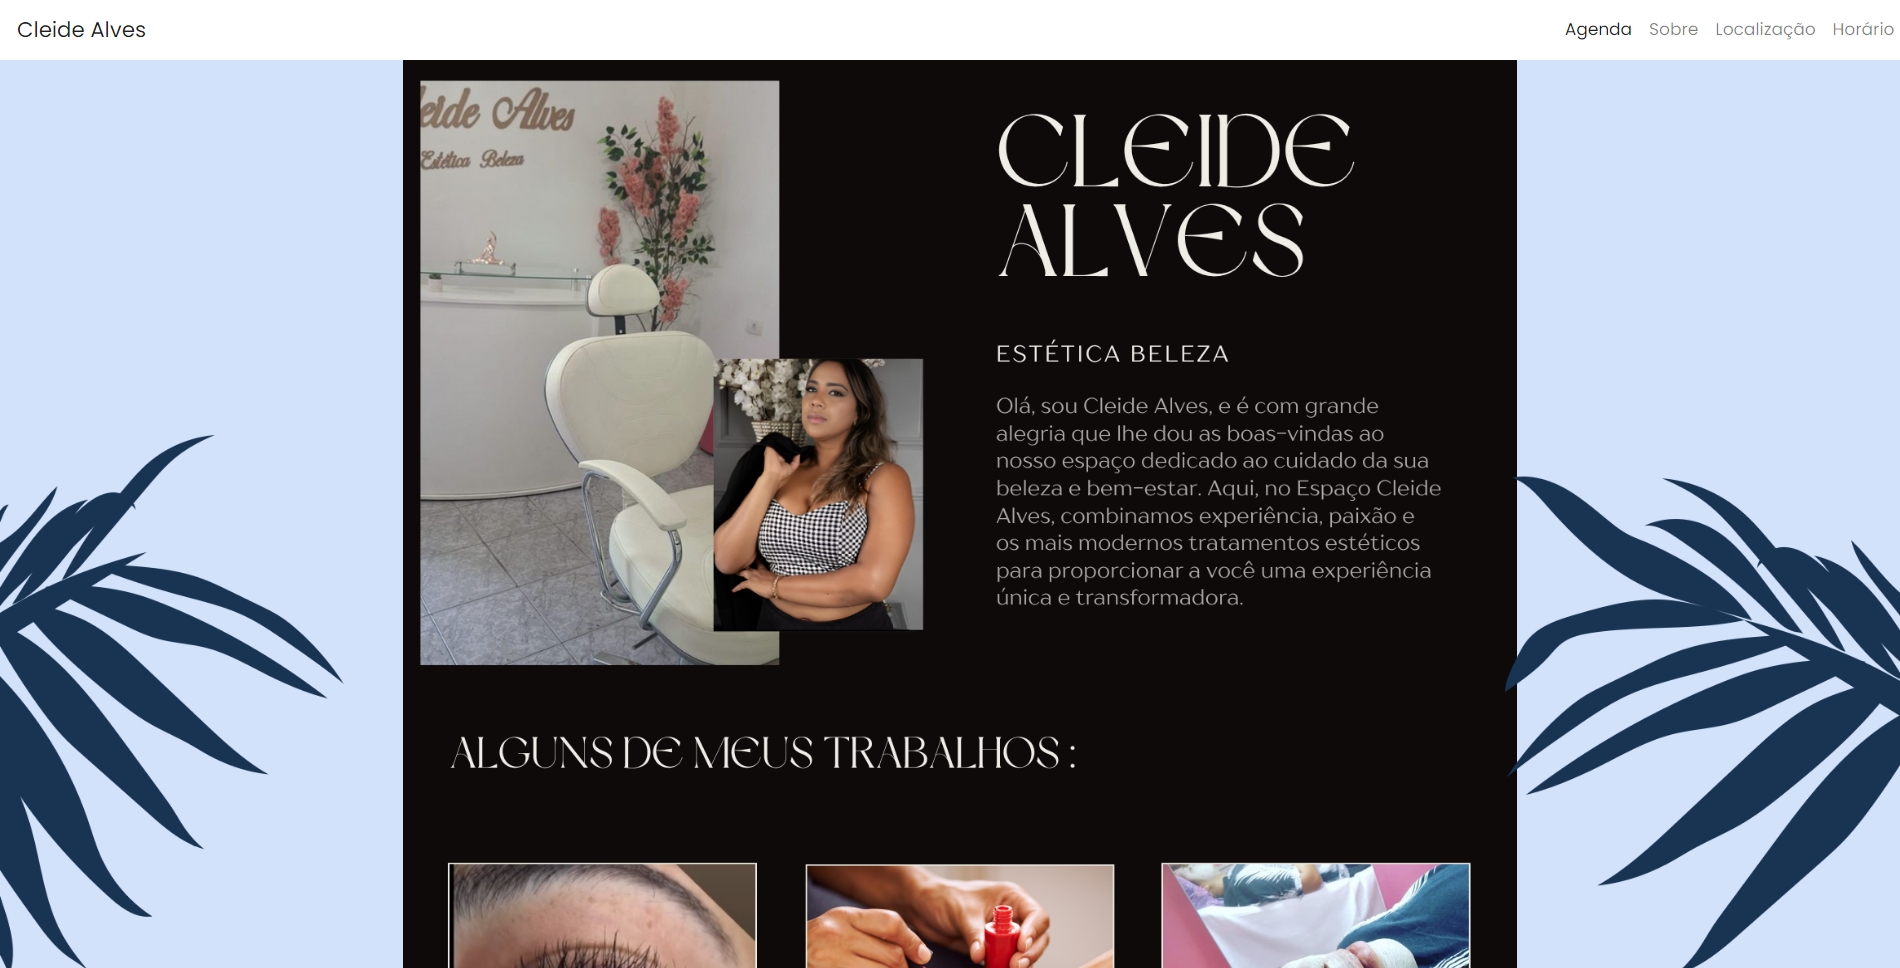 Cleide Alves
Agenda Sobre Localização Horário
eide Alves
Estética Beleza
CLEIDE
ALVES
ESTÉTICA BELEZA
Olá, sou Cleide Alves, e é com grande
alegria que lhe dou as boas-vindas ao
nosso espaço dedicado ao cuidado da sua
beleza e bem-estar. Aqui, no Espaço Cleide
Alves, combinamos experiência, paixão e
os mais modernos tratamentos estéticos
para proporcionar a você uma experiência
única e transformadora.
ALGUNS DE MEUS TRABALHOS :